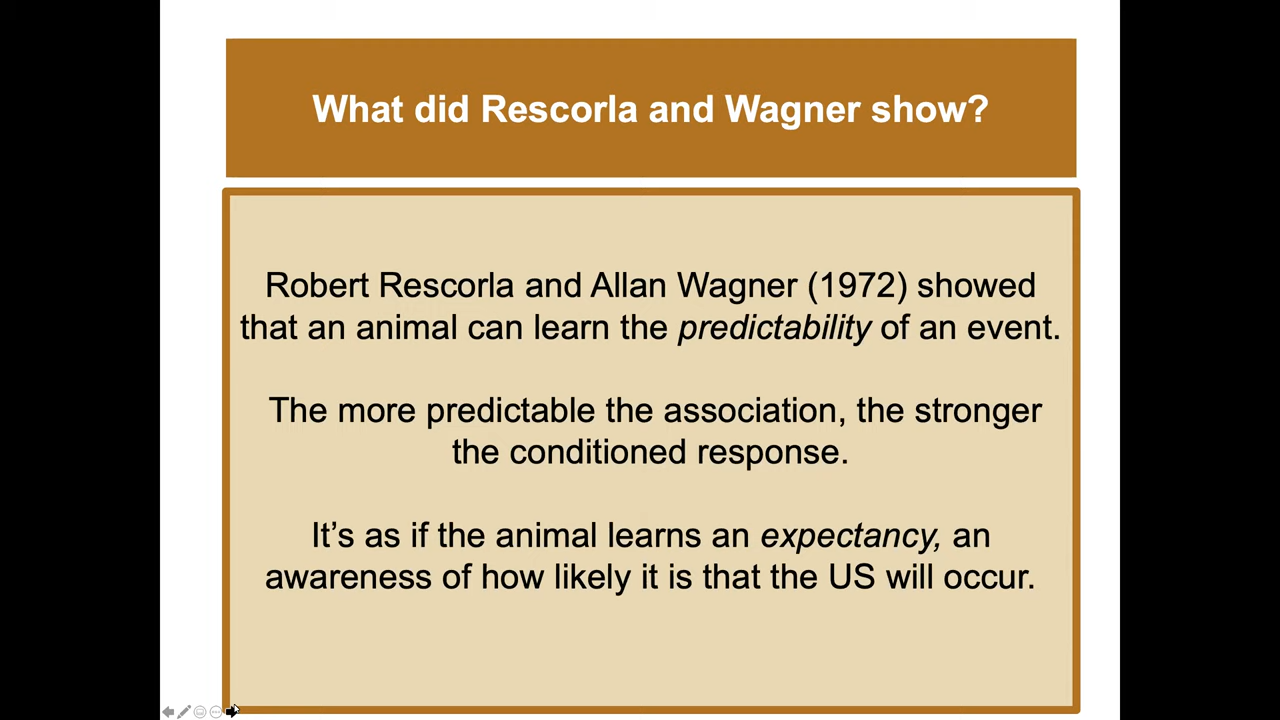 What did Rescorla and Wagner show?
Robert Rescorla and Allan Wagner (1972) showed
that an animal can learn the predictability of an event.
The more predictable the association, the stronger
the conditioned response.
It’s as if the animal learns an expectancy, an
awareness of how likely it is that the US will occur.